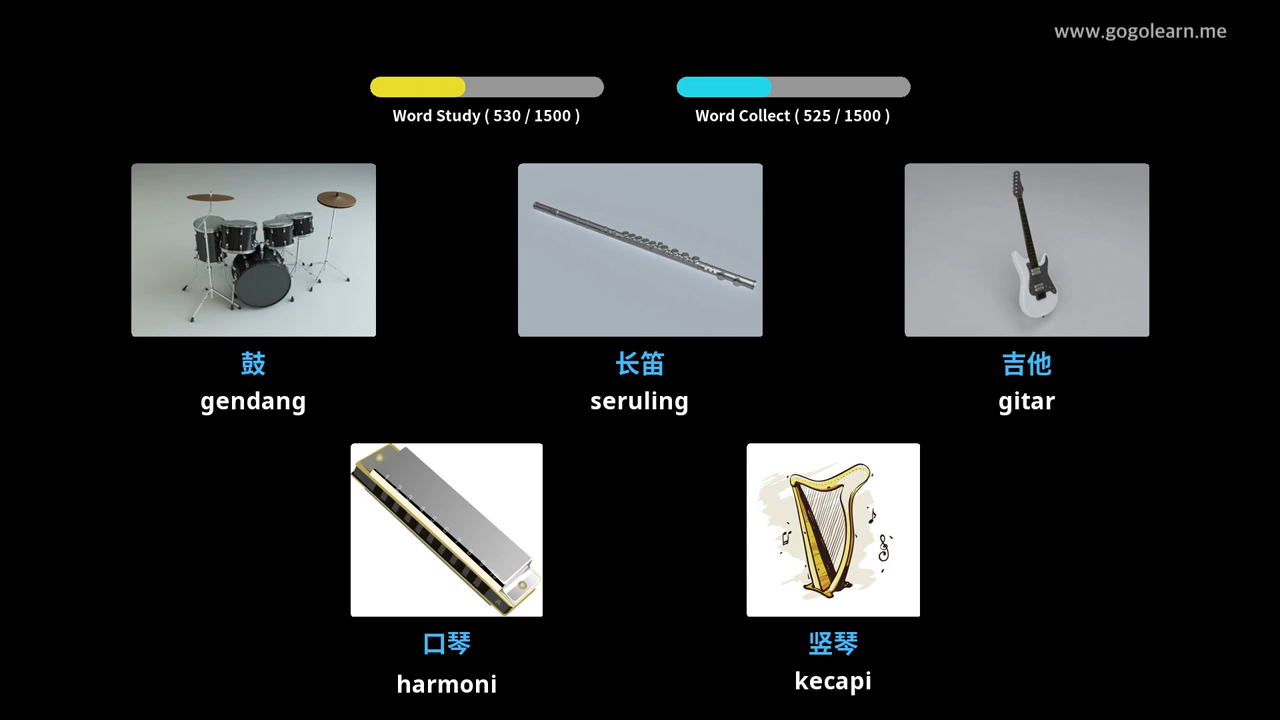 www.gogolearn.me
Word Study ( 530 / 1500 )
Word Collect ( 525 / 1500 )
鼓
gendang
长笛
seruling
吉他
gitar
口琴
harmoni
竖琴
kecapi